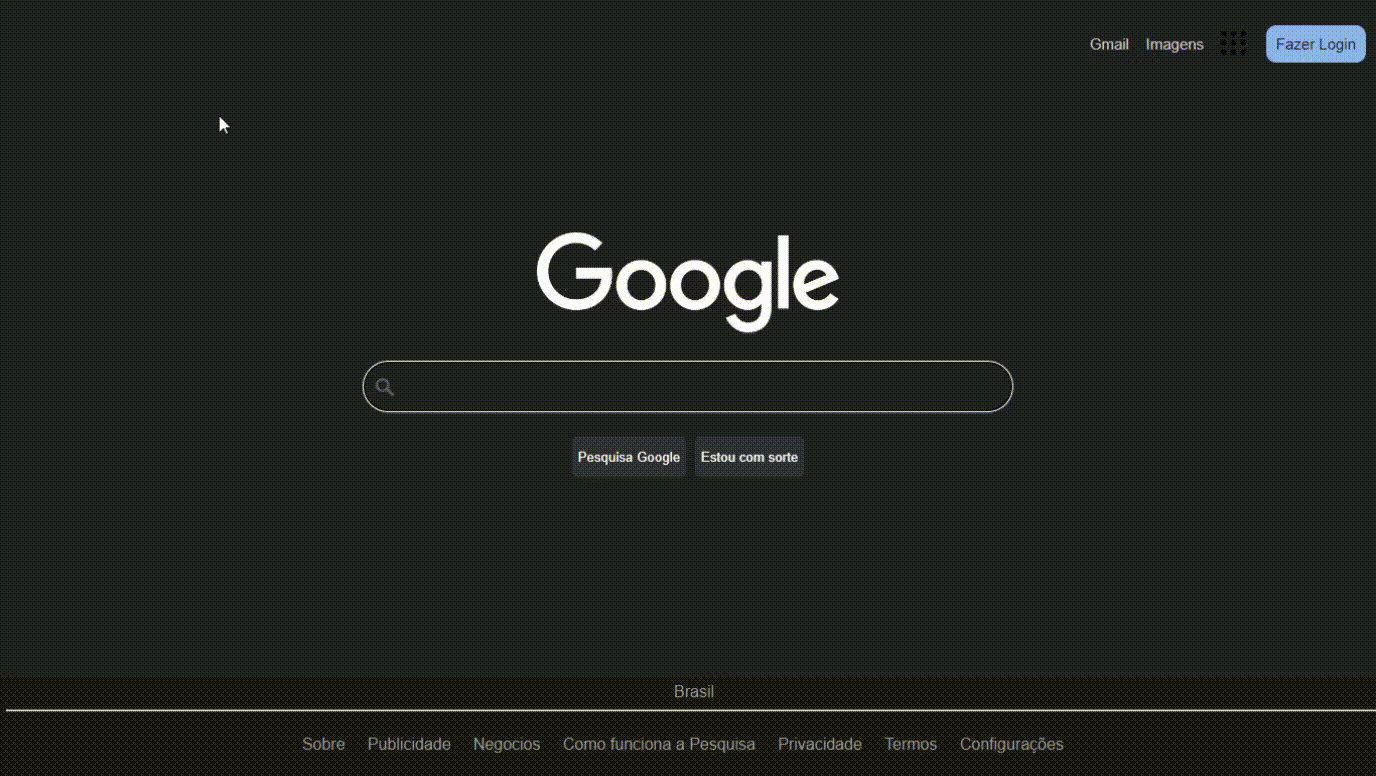 Gmail Imagens Fazer Login
Google
Pesquisa Google Estou com sorte
Brasil
Sobre Publicidade Negocios Como funciona a Pesquisa Privacidade Termos Configurações